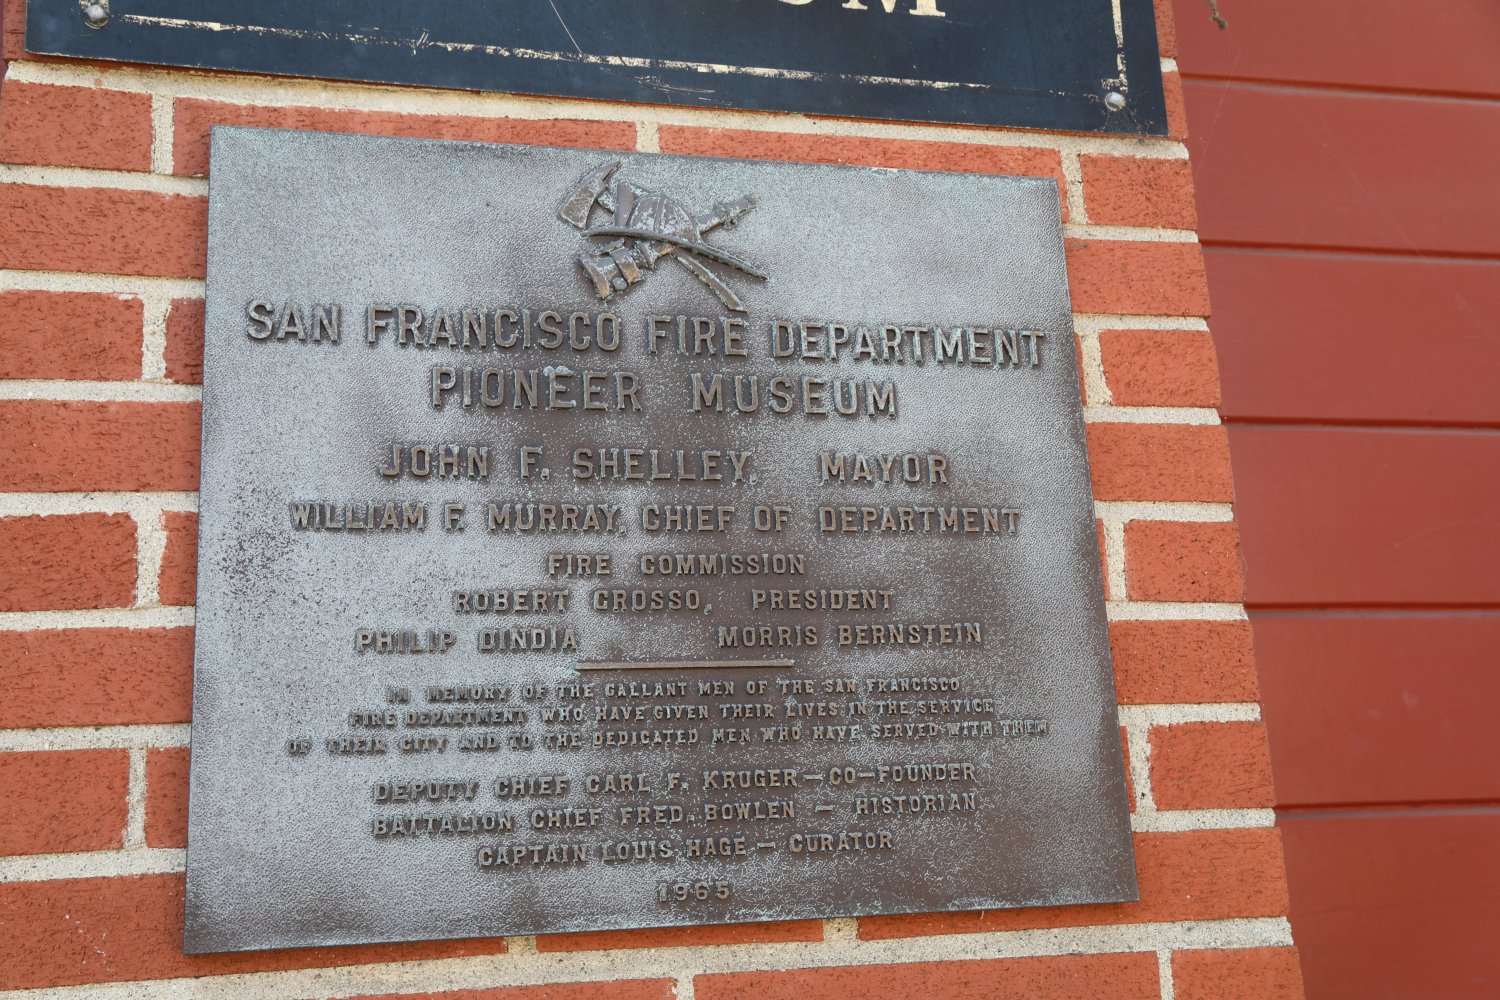 SAN FRANCISCO FIRE DEPARTMENT
PIONEER MUSEUM
JOHN F. SHELLEY, MAYOR
WILLIAM F. MURRAY, CHIEF OF DEPARTMENT
FIRE COMMISSION
ROBERT GROSSO, PRESIDENT
PHILIP DINDIA MORRIS BERNSTEIN
IN MEMORY OF THE GALLANT MEN OF THE SAN FRANCISCO
FIRE DEPARTMENT WHO HAVE GIVEN THEIR LIVES IN THE SERVICE
OF THEIR CITY AND TO THE DEDICATED MEN WHO HAVE SERVED WITH THEM
DEPUTY CHIEF CARL F. KRUGER – CO-FOUNDER
BATTALION CHIEF FRED. BOWLEN – HISTORIAN
CAPTAIN LOUIS HAGE – CURATOR
1965